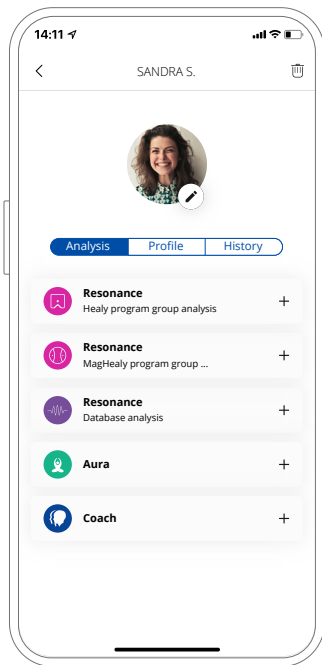 14:11
SANDRA S.
Analysis Profile History
Resonance
Healy program group analysis
Resonance
MagHealy program group ...
Resonance
Database analysis
Aura
Coach